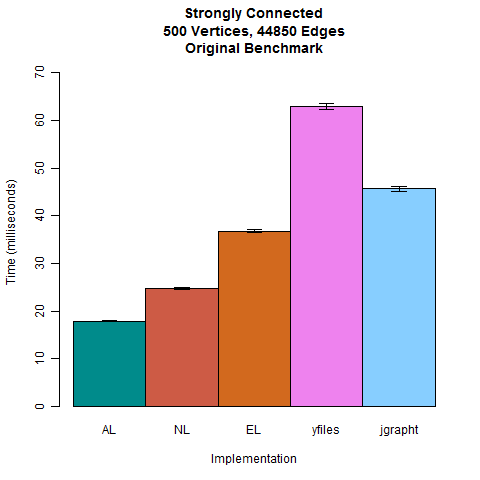 Strongly Connected
500 Vertices, 44850 Edges
Original Benchmark
Time (milliseconds)
70
60
50
40
30
20
10
0
AL NL EL yfiles jgrapht
Implementation